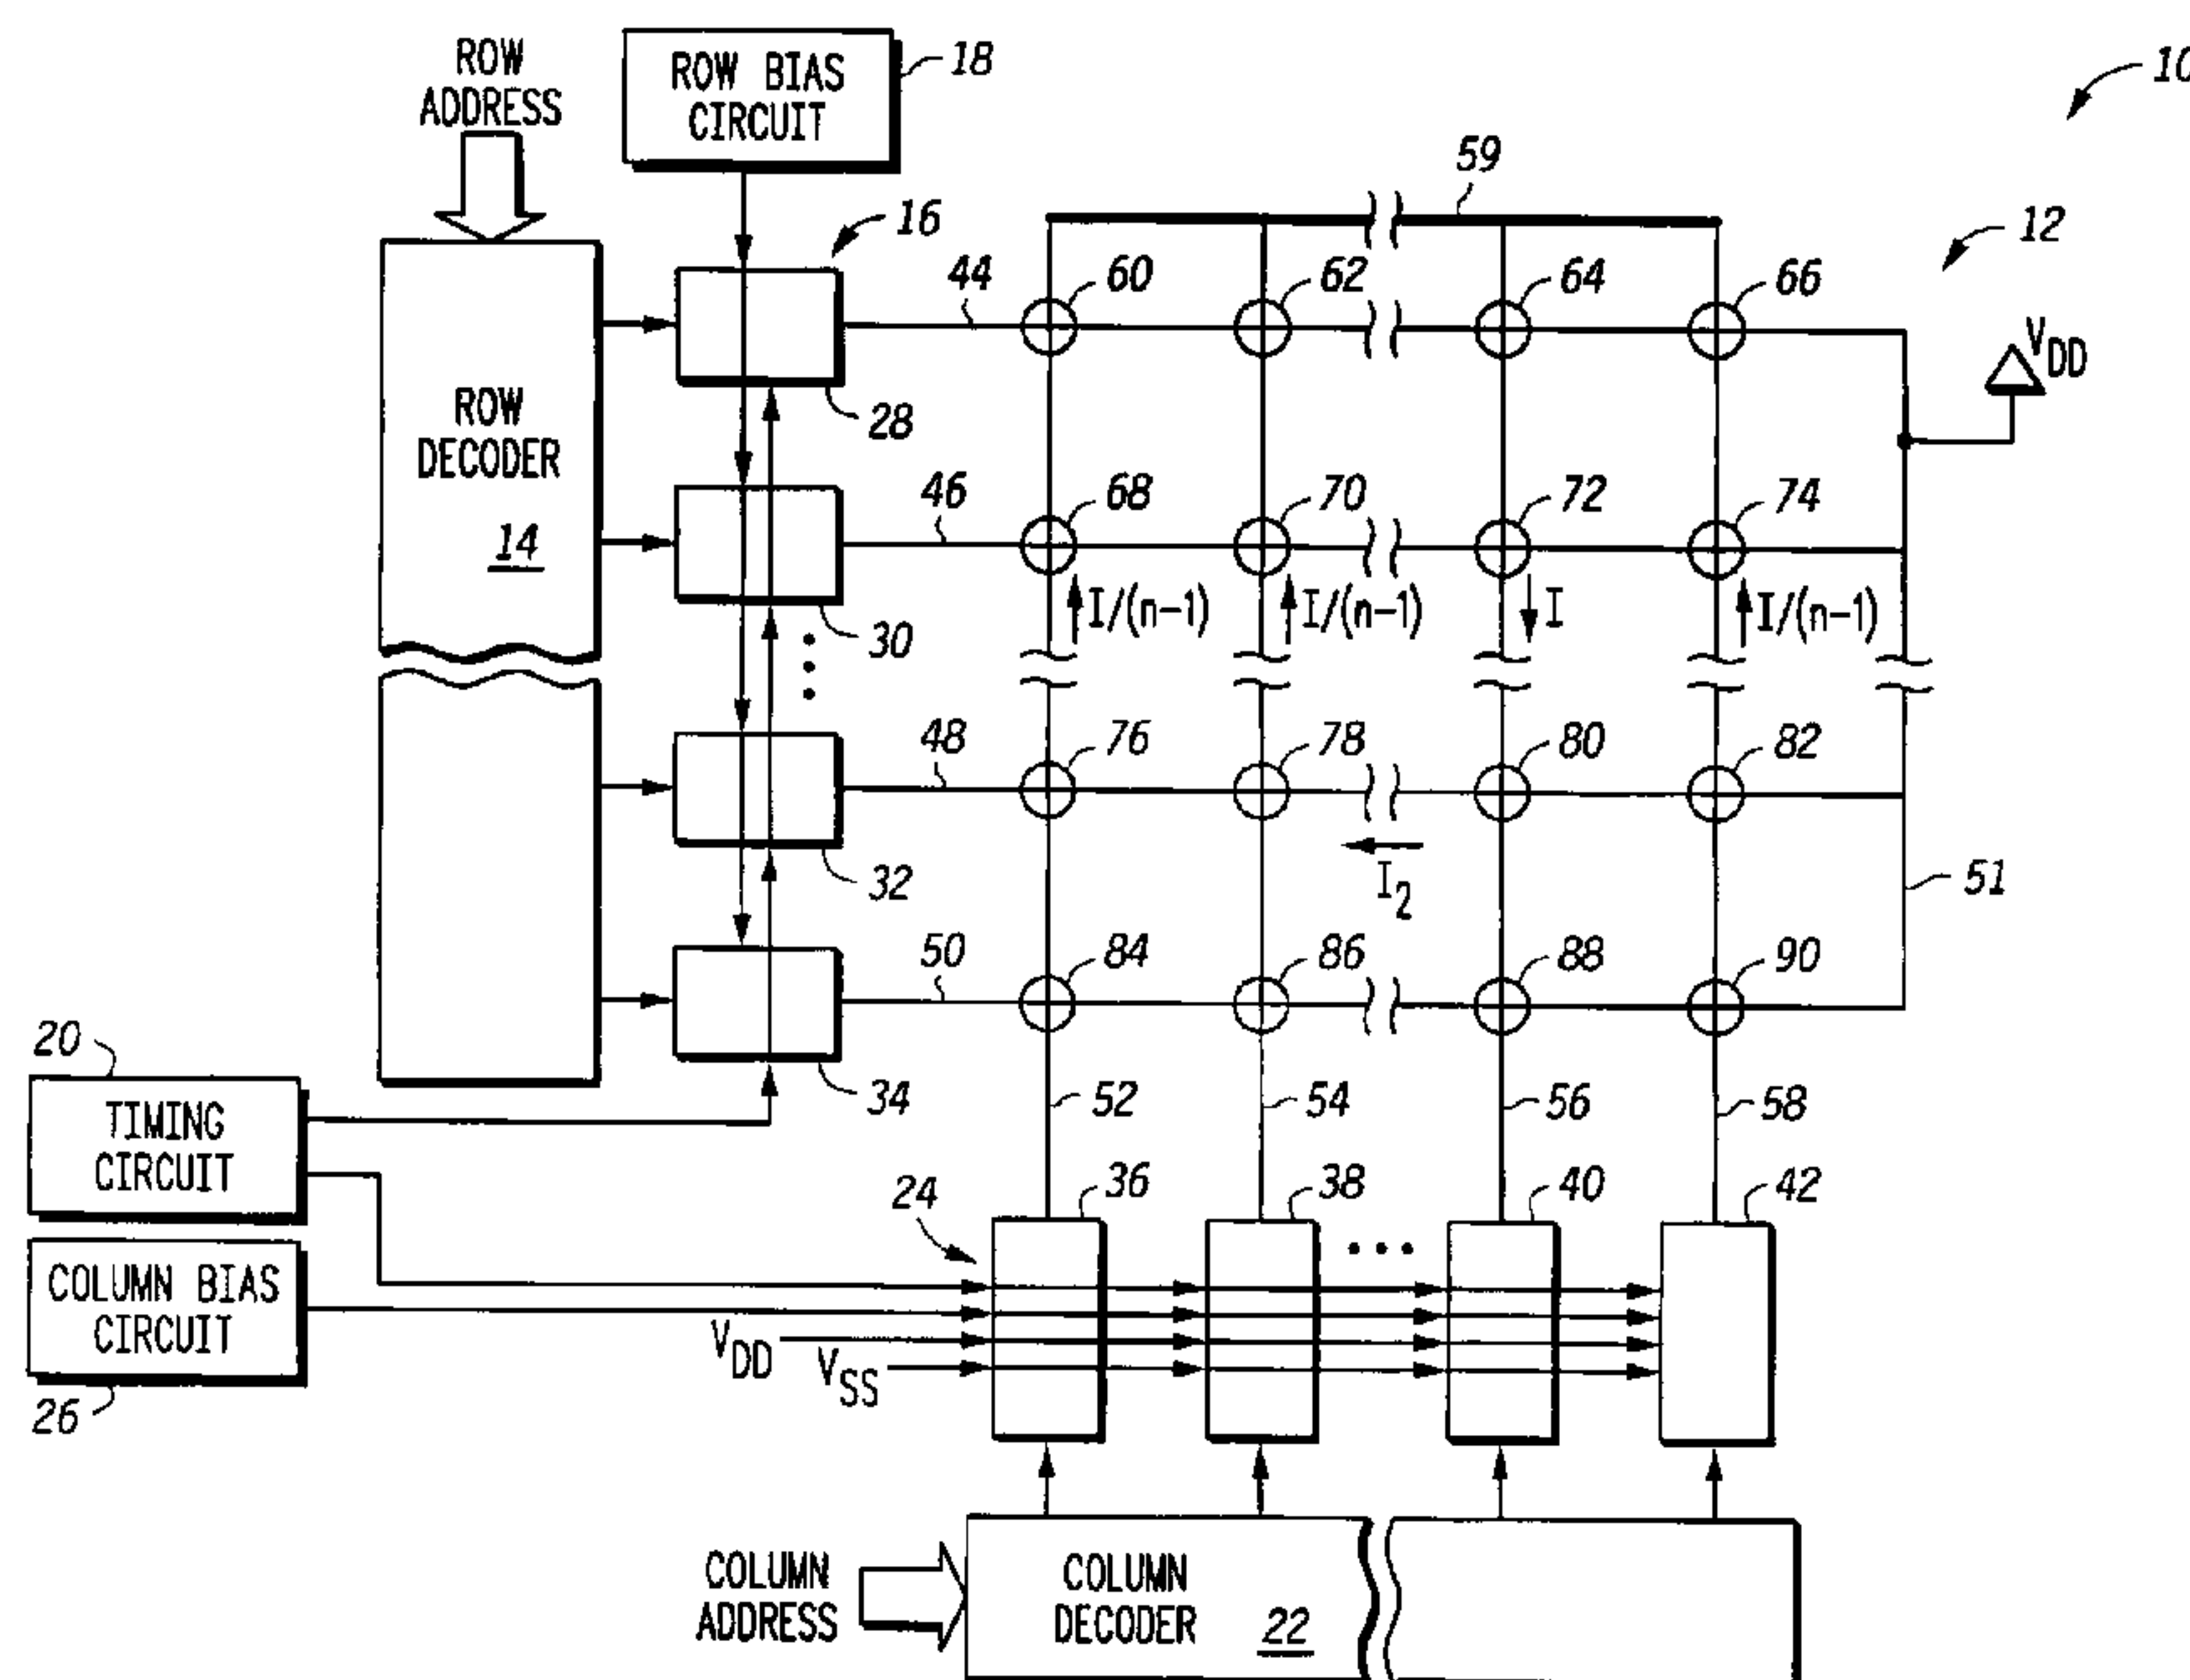 ROW
ADDRESS
ROW BIAS
CIRCUIT
18
10
59
16
12
44
60
62
64
66
V
DD
28
ROW
DECODER
14
46
68
70
72
74
30
I/(n-1)
I/(n-1)
I
I/(n-1)
48
76
78
80
82
32
I
2
51
50
84
86
88
90
34
20
TIMING
CIRCUIT
52
54
56
58
24
36
38
40
42
COLUMN BIAS
CIRCUIT
26
V
DD
V
SS
COLUMN
ADDRESS
COLUMN
DECODER
22